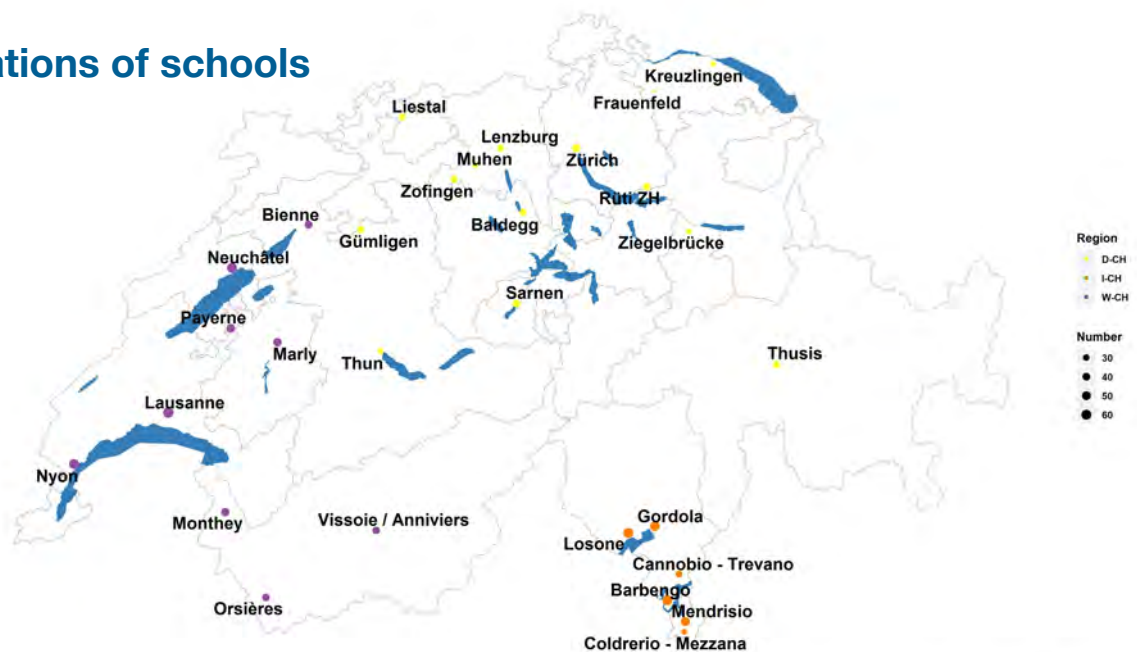 ations of schools
Kreuzlingen
Frauenfeld
Liestal
Lenzburg
Muhen
Zürich
Zofingen
Rüti ZH
Bienne
Baldegg
Gümligen
Ziegelbrücke
Neuchâtel
Sarnen
Payerne
Marly
Thun
Thusis
Lausanne
Nyon
Monthey
Vissoie / Anniviers
Gordola
Losone
Cannobio - Trevano
Barbengo
Orsières
Mendrisio
Coldrerio - Mezzana
Region
D-CH
I-CH
W-CH
Number
30
40
50
60